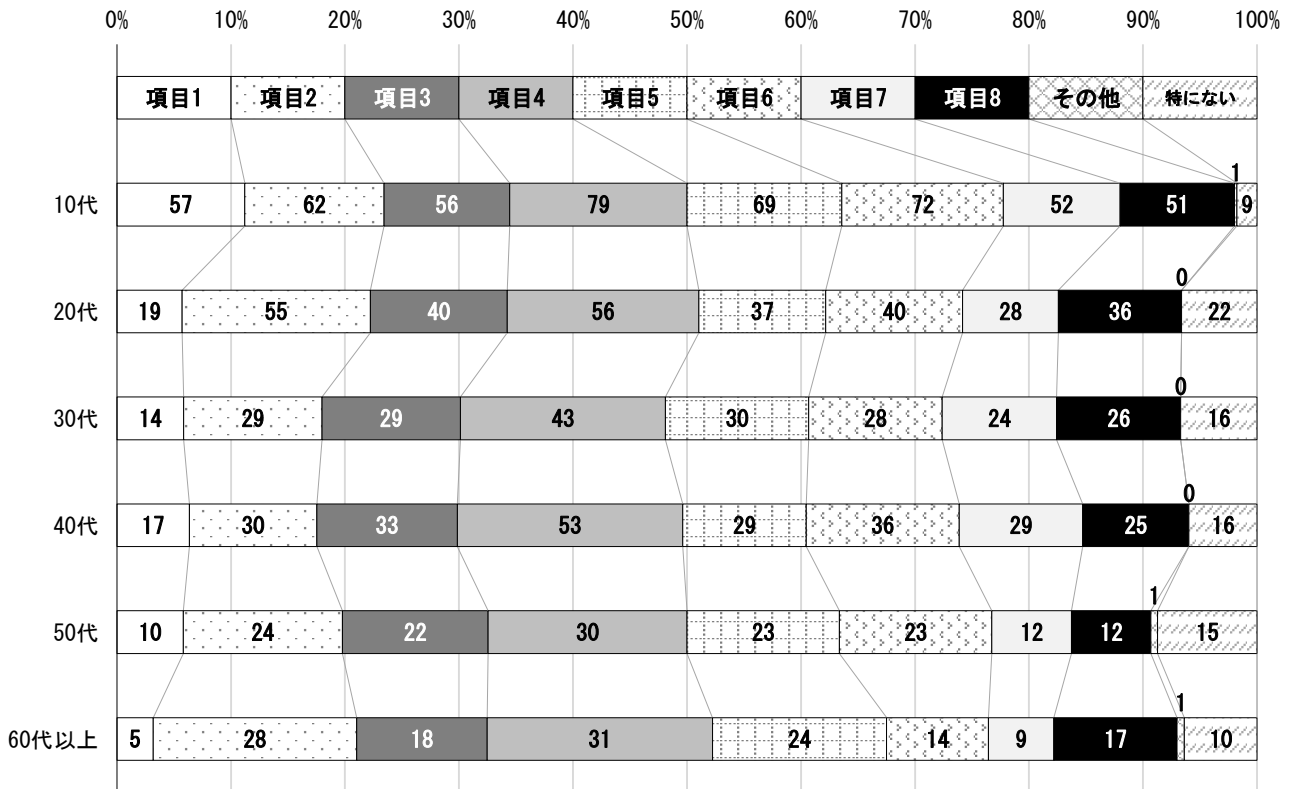 0% 10% 20% 30% 40% 50% 60% 70% 80% 90% 100%
項目1 項目2 項目3 項目4 項目5 項目6 項目7 項目8 その他 特にない
1
10代 57 62 56 79 69 72 52 51 9
0
20代 19 55 40 56 37 40 28 36 22
0
30代 14 29 29 43 30 28 24 26 16
0
40代 17 30 33 53 29 36 29 25 16
1
50代 10 24 22 30 23 23 12 12 15
1
60代以上 5 28 18 31 24 14 9 17 10